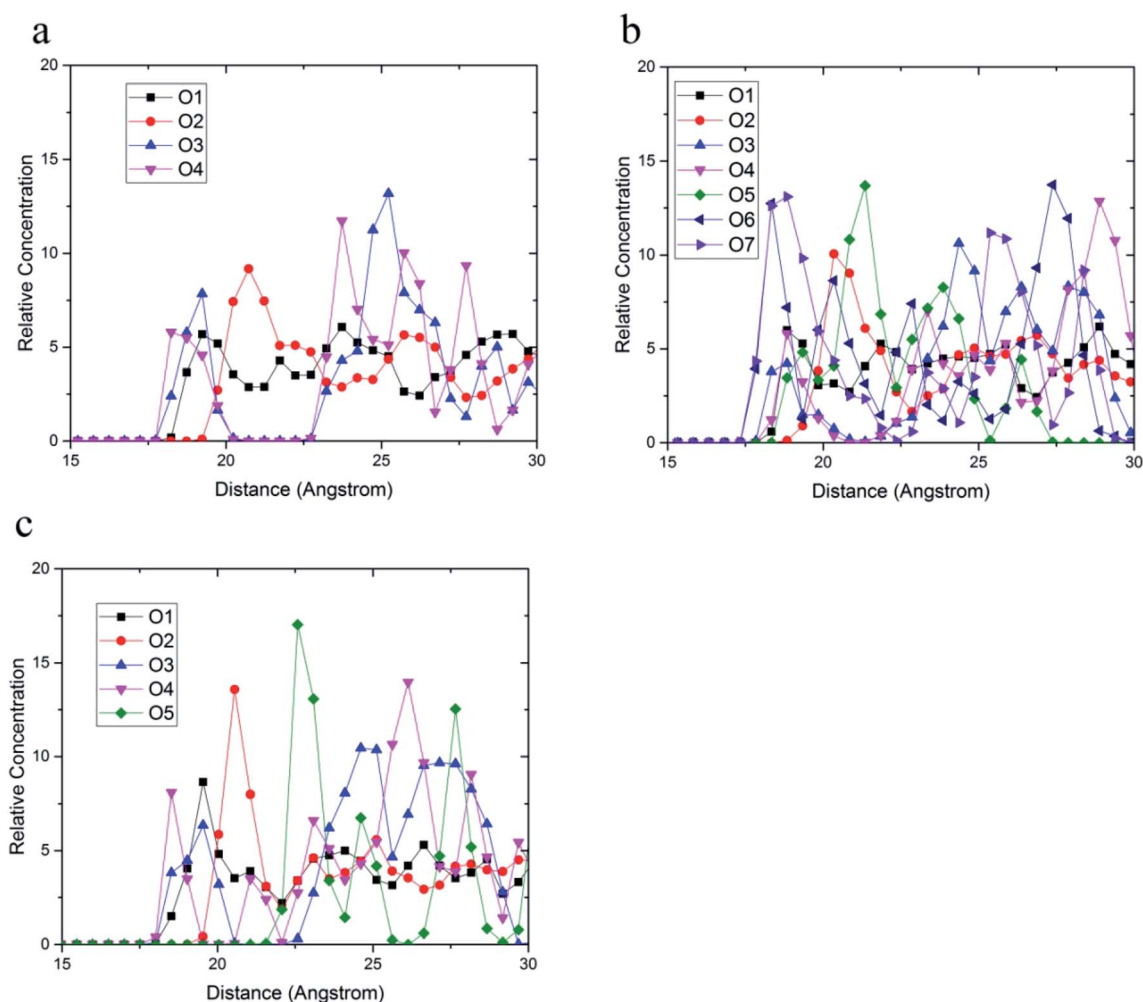 a
20
15
10
5
0
Relative Concentration
O1
O2
O3
O4
15 20 25 30
Distance (Angstrom)
b
20
15
10
5
0
Relative Concentration
O1
O2
O3
O4
O5
O6
O7
15 20 25 30
Distance (Angstrom)
c
20
15
10
5
0
Relative Concentration
O1
O2
O3
O4
O5
15 20 25 30
Distance (Angstrom)